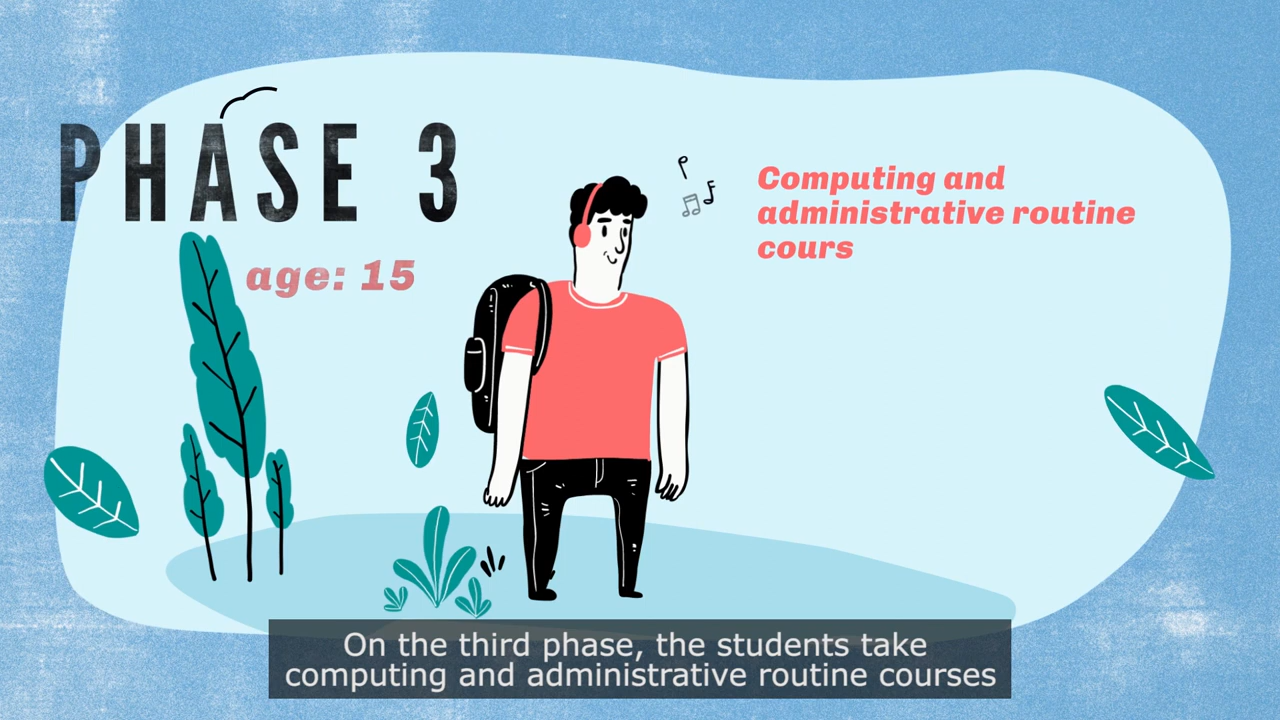 PHASE 3
age: 15
Computing and
administrative routine
cours
On the third phase, the students take
computing and administrative routine courses